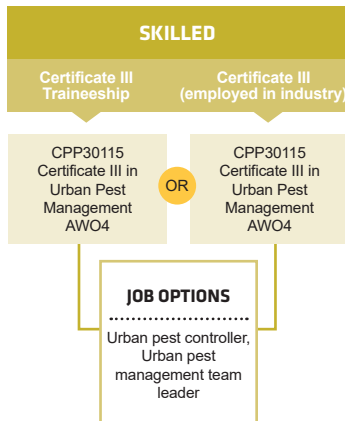 SKILLED
Certificate III
Traineeship
Certificate III
(employed in industry)
CPP30115
Certificate III in
Urban Pest
Management
AWO4
OR
CPP30115
Certificate III in
Urban Pest
Management
AWO4
JOB OPTIONS
Urban pest controller,
Urban pest
management team
leader